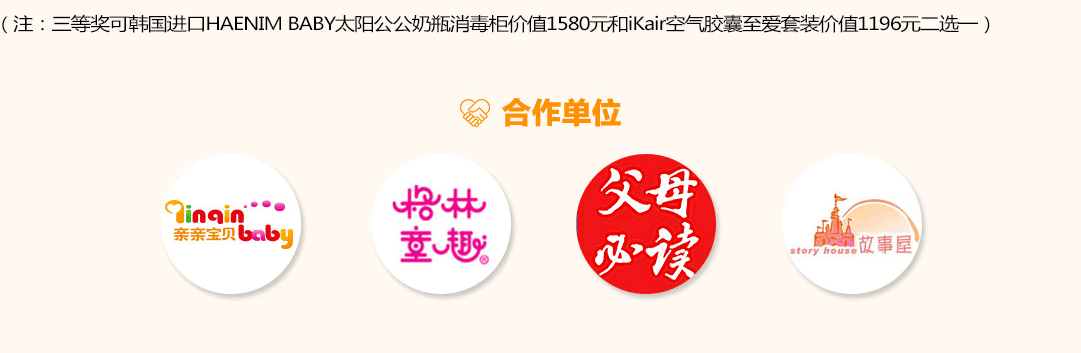 （注：三等奖可韩国进口HAENIM BABY太阳公公奶瓶消毒柜价值1580元和iKair空气胶囊至爱套装价值1196元二选一）
合作单位
qinqin
亲亲宝贝 baby
格林
童趣®
父母
必读
story house 故事屋